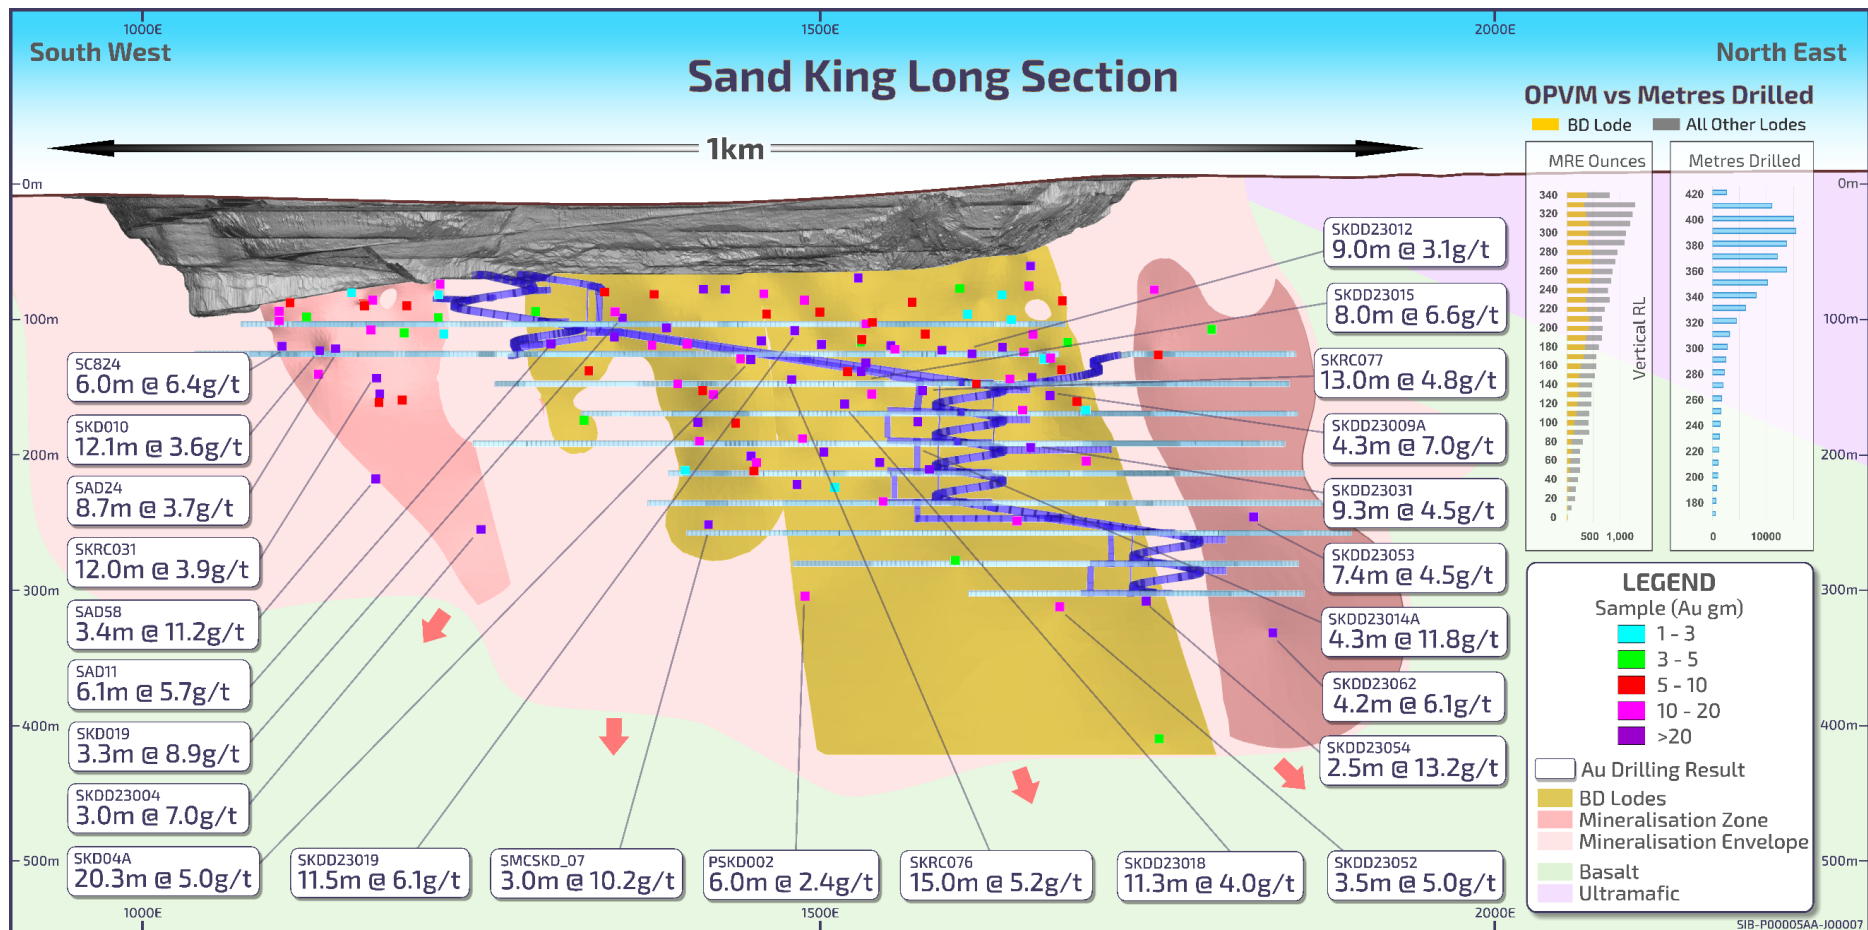 1000E
1500E
2000E
South West
North East
Sand King Long Section
1km
OPVM vs Metres Drilled
BD Lode
All Other Lodes
MRE Ounces
Metres Drilled
340
320
300
280
260
240
220
200
180
160
140
120
100
80
60
40
20
0
500 1,000
Vertical RL
420
400
380
360
340
320
300
280
260
240
220
200
180
0 10000
0m
100m
200m
300m
400m
500m
0m
100m
200m
300m
400m
500m
SC824
6.0m @ 6.4g/t
SKD010
12.1m @ 3.6g/t
SAD24
8.7m @ 3.7g/t
SKRC031
12.0m @ 3.9g/t
SAD58
3.4m @ 11.2g/t
SAD11
6.1m @ 5.7g/t
SKD019
3.3m @ 8.9g/t
SKDD23004
3.0m @ 7.0g/t
SKD04A
20.3m @ 5.0g/t
SKDD23019
11.5m @ 6.1g/t
SMCSKD_07
3.0m @ 10.2g/t
PSKD002
6.0m @ 2.4g/t
SKRC076
15.0m @ 5.2g/t
SKDD23018
11.3m @ 4.0g/t
SKDD23052
3.5m @ 5.0g/t
SKDD23012
9.0m @ 3.1g/t
SKDD23015
8.0m @ 6.6g/t
SKRC077
13.0m @ 4.8g/t
SKDD23009A
4.3m @ 7.0g/t
SKDD23031
9.3m @ 4.5g/t
SKDD23053
7.4m @ 4.5g/t
SKDD23014A
4.3m @ 11.8g/t
SKDD23062
4.2m @ 6.1g/t
SKDD23054
2.5m @ 13.2g/t
LEGEND
Sample (Au gm)
1 - 3
3 - 5
5 - 10
10 - 20
>20
Au Drilling Result
BD Lodes
Mineralisation Zone
Mineralisation Envelope
Basalt
Ultramafic
1000E
1500E
2000E
SIB-P00005AA-J00007